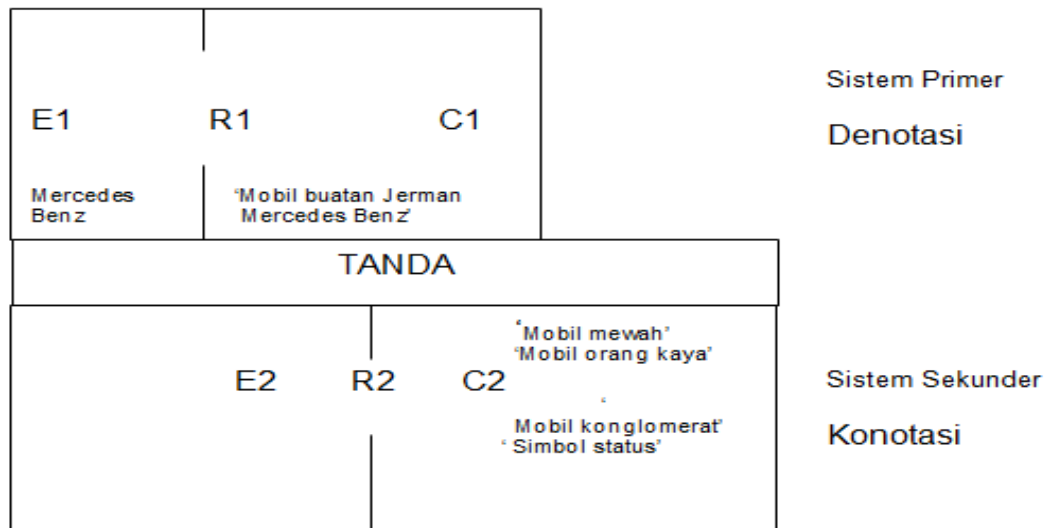 Sistem Primer
E1 R1 C1
Denotasi
Mercedes
Benz
‘Mobil buatan Jerman
Mercedes Benz’
TANDA
‘Mobil mewah’
‘Mobil orang kaya’
E2 R2 C2
Sistem Sekunder
‘
Mobil konglomerat’
‘Simbol status’
Konotasi